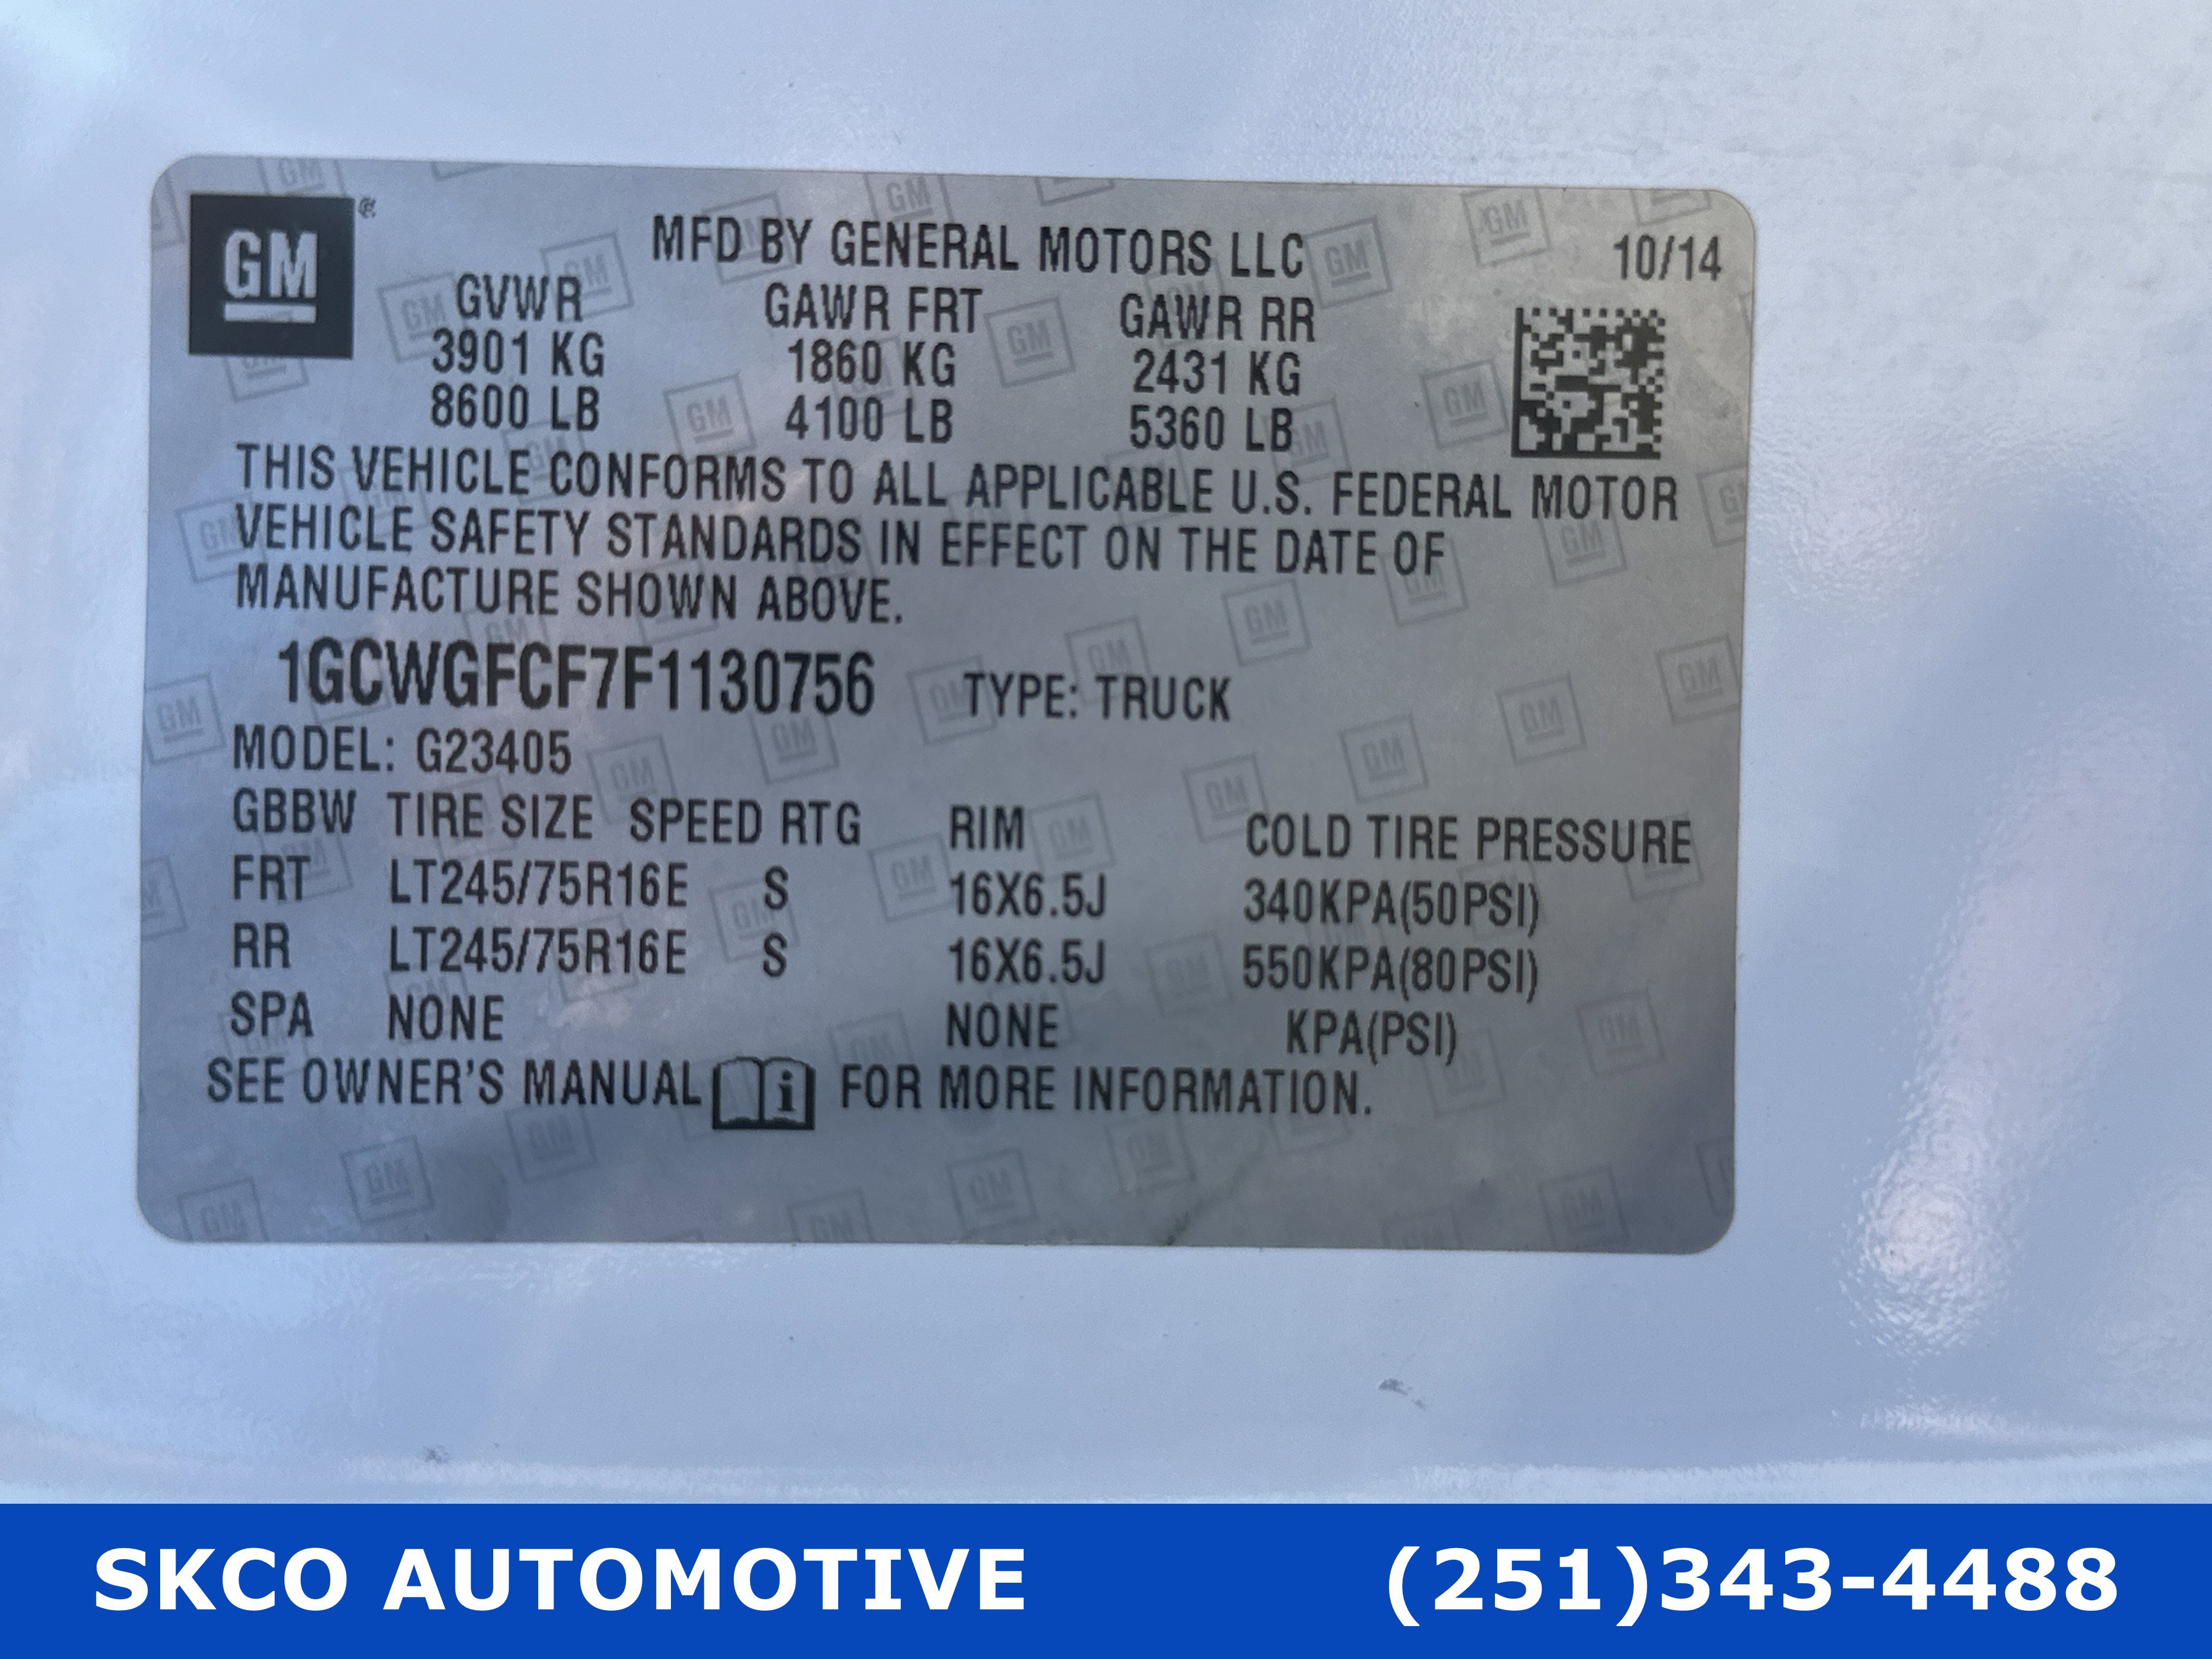 GM ®
MFD BY GENERAL MOTORS LLC 10/14
GVWR GAWR FRT GAWR RR
3901 KG 1860 KG 2431 KG
8600 LB 4100 LB 5360 LB
THIS VEHICLE CONFORMS TO ALL APPLICABLE U.S. FEDERAL MOTOR
VEHICLE SAFETY STANDARDS IN EFFECT ON THE DATE OF
MANUFACTURE SHOWN ABOVE.
1GCWGFCF7F1130756 TYPE: TRUCK
MODEL: G23405
GBBW TIRE SIZE SPEED RTG RIM COLD TIRE PRESSURE
FRT LT245/75R16E S 16X6.5J 340KPA(50PSI)
RR LT245/75R16E S 16X6.5J 550KPA(80PSI)
SPA NONE NONE KPA(PSI)
SEE OWNER'S MANUAL i FOR MORE INFORMATION.
SKCO AUTOMOTIVE (251)343-4488